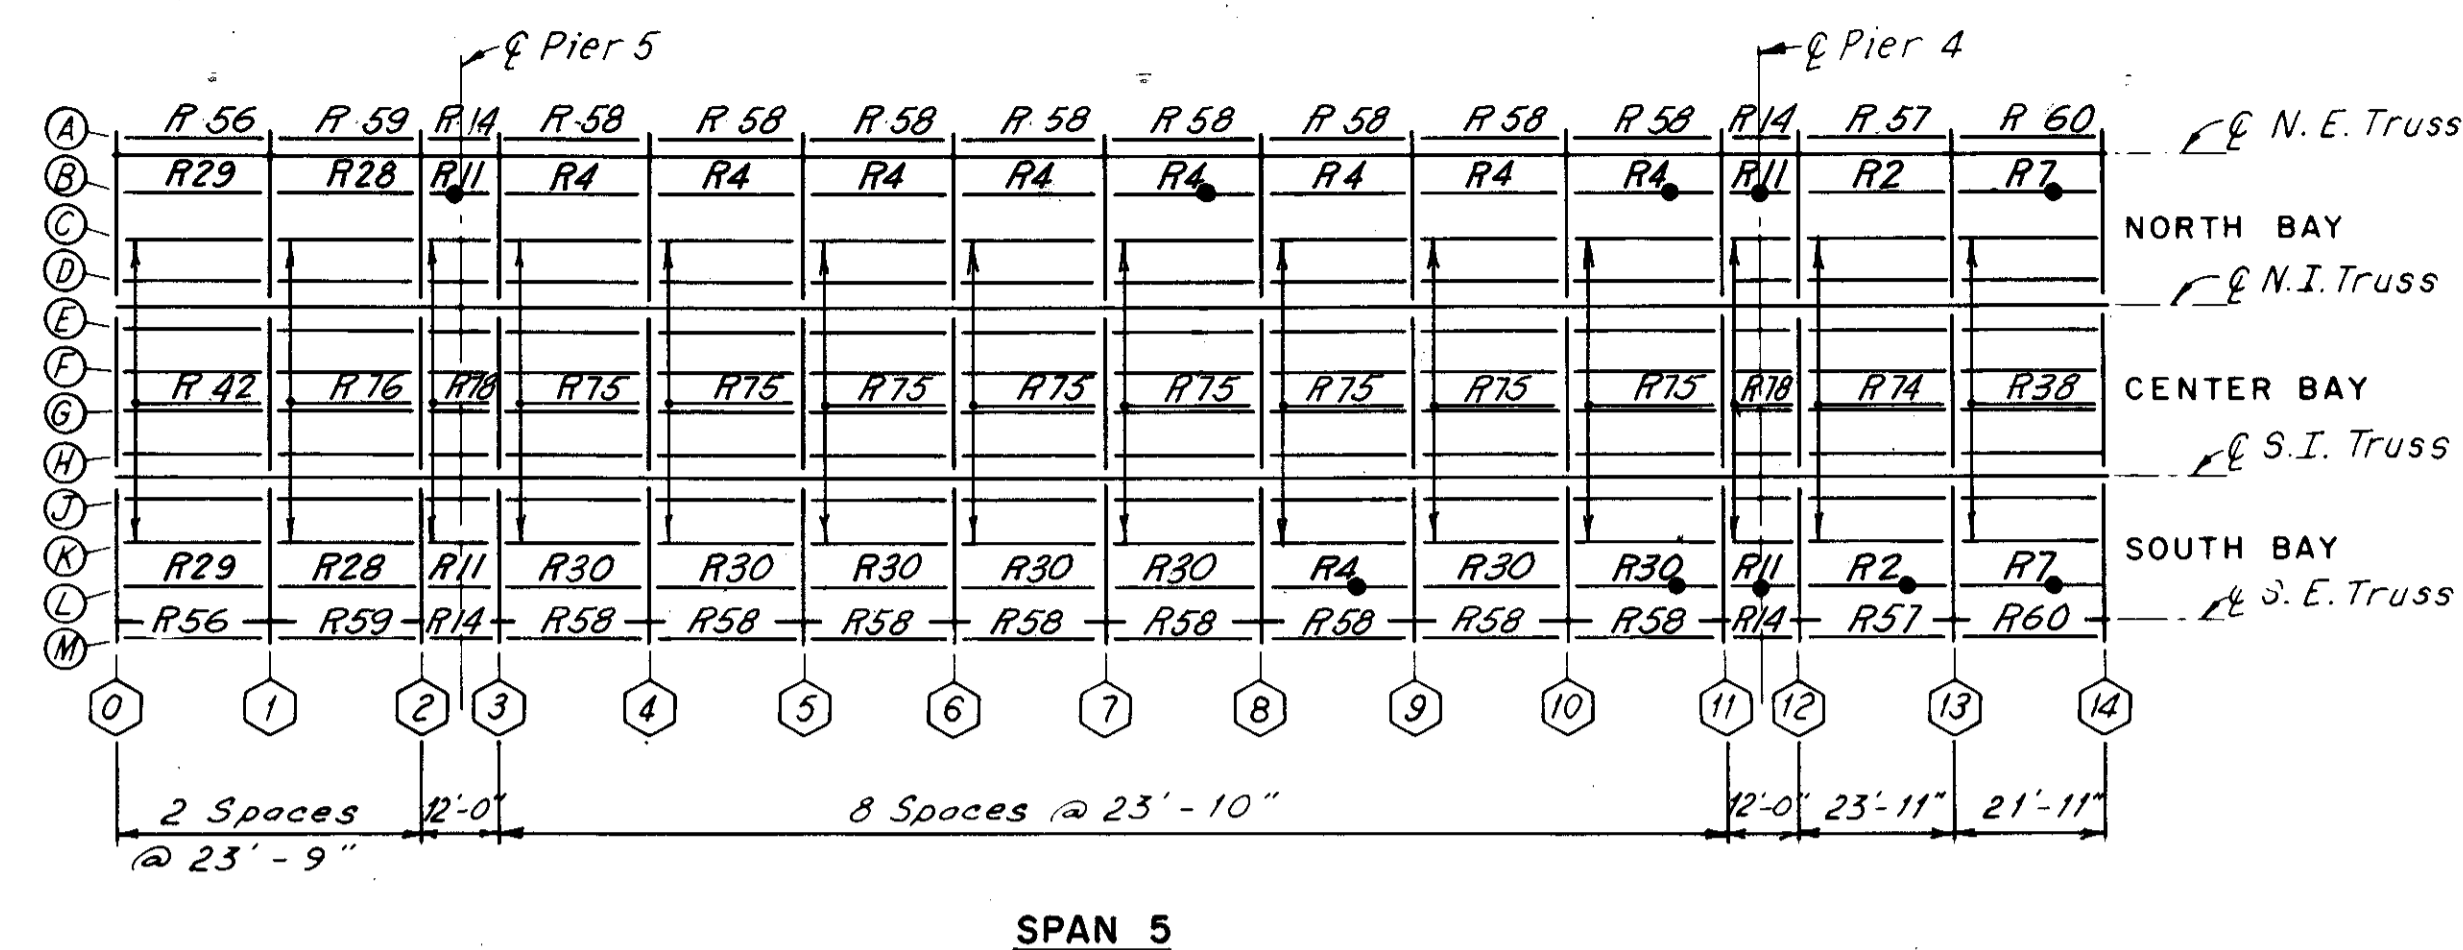 ℄ Pier 5 ℄ Pier 4
A R 56 R 59 R 14 R-58 R 58 R 58 R 58 R 58 R 58 R 58 R 58 R 14 R 57 R 60 ℄ N. E. Truss
B R29 R28 R11 R4 R4 R4 R4 R4 R4 R4 R4 R11 R2 R7
C NORTH BAY
D ℄ N.I. Truss
E
F R 42 R 76 R78 R75 R75 R75 R75 R75 R75 R75 R75 R78 R74 R38 CENTER BAY
G
H ℄ S.I. Truss
J
K SOUTH BAY
R29 R28 R11 R30 R30 R30 R30 R30 R4 R30 R30 R11 R2 R7
L ℄ S. E. Truss
R56 R59 R14 R58 R58 R58 R58 R58 R58 R58 R58 R14 R57 R60
M
0 1 2 3 4 5 6 7 8 9 10 11 12 13 14
2 Spaces 12'-0" 8 Spaces @ 23'-10" 12'-0" 23'-11" 21'-11"
@ 23'-9"
SPAN 5